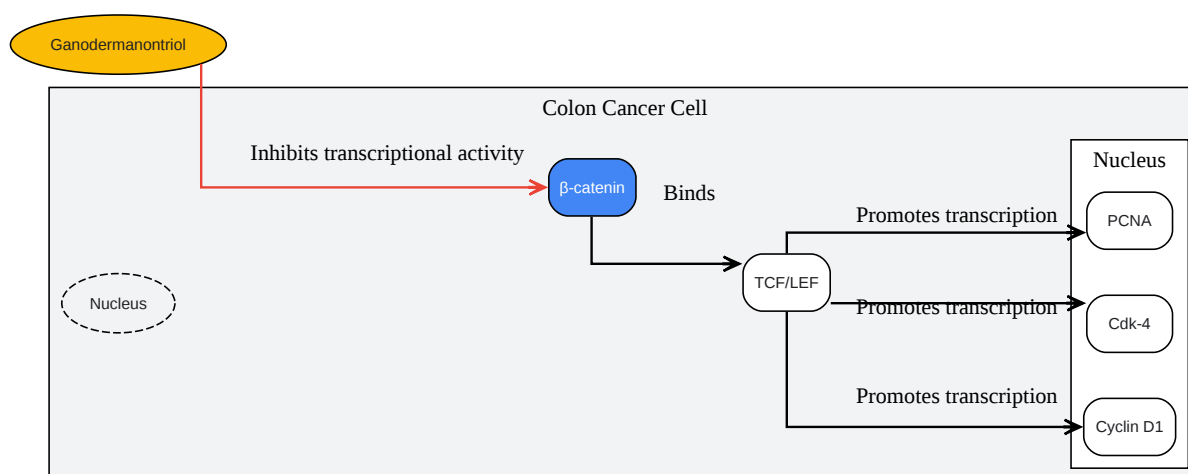 Ganodermanontriol
Colon Cancer Cell
Inhibits transcriptional activity
β-catenin
Binds
Nucleus
Promotes transcription
PCNA
TCF/LEF
Nucleus
Promotes transcription
Cdk-4
Promotes transcription
Cyclin D1